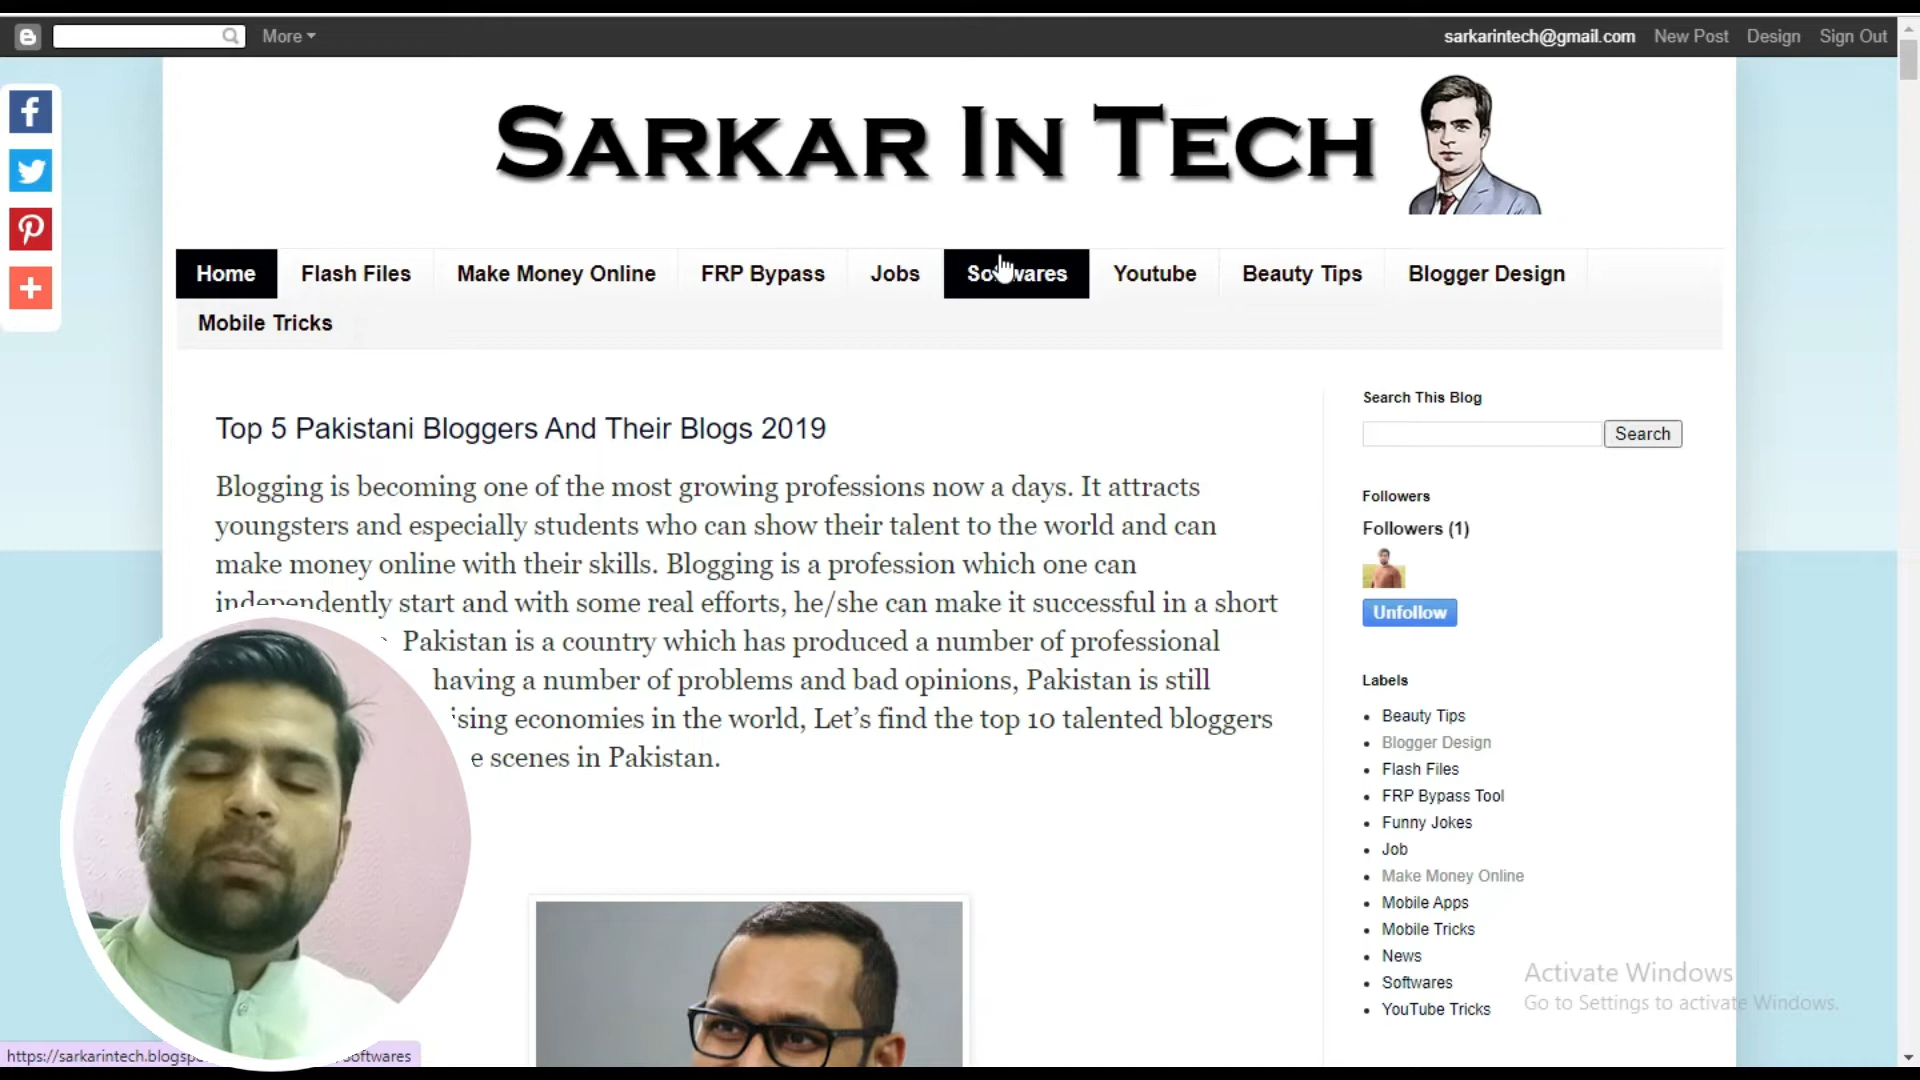 More
sarkarintech@gmail.com New Post Design Sign Out
SARKAR IN TECH
Home Flash Files Make Money Online FRP Bypass Jobs Softwares Youtube Beauty Tips Blogger Design
Mobile Tricks
Top 5 Pakistani Bloggers And Their Blogs 2019
Blogging is becoming one of the most growing professions now a days. It attracts
youngsters and especially students who can show their talent to the world and can
make money online with their skills. Blogging is a profession which one can
independently start and with some real efforts, he/she can make it successful in a short
Pakistan is a country which has produced a number of professional
having a number of problems and bad opinions, Pakistan is still
economies in the world, Let's find the top 10 talented bloggers
scenes in Pakistan.
Search This Blog
Search
Followers
Followers (1)
Unfollow
Labels
Beauty Tips
Blogger Design
Flash Files
FRP Bypass Tool
Funny Jokes
Job
Make Money Online
Mobile Apps
Mobile Tricks
News
Softwares
YouTube Tricks
Activate Windows
Go to Settings to activate Windows.